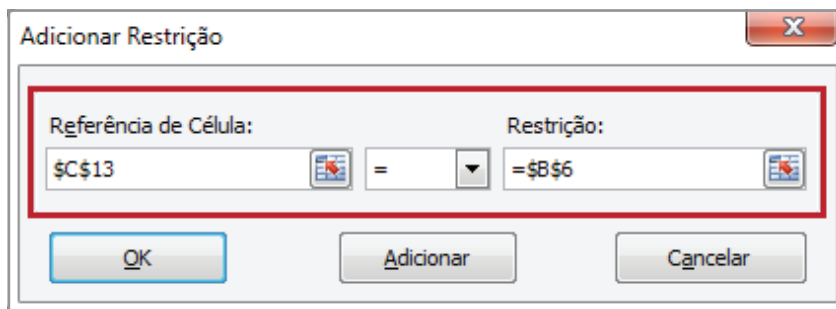 Adicionar Restrição
Referência de Célula: Restrição:
$C$13 = =$B$6
OK Adicionar Cancelar